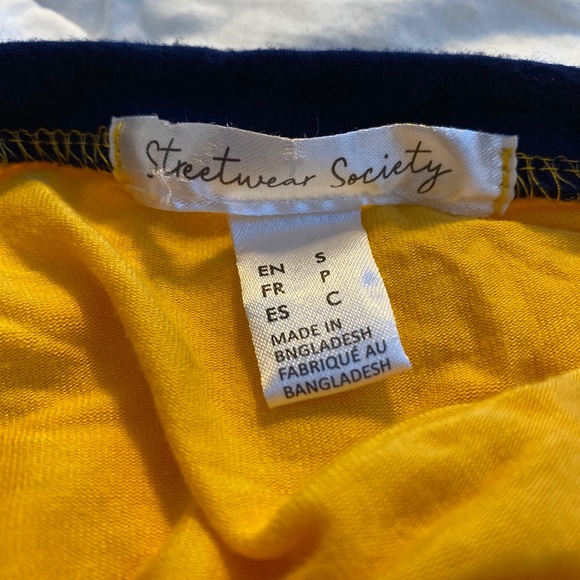 Streetwear Society
EN S
FR P
ES C
MADE IN
BNGLADESH
FABRIQUÉ AU
BANGLADESH